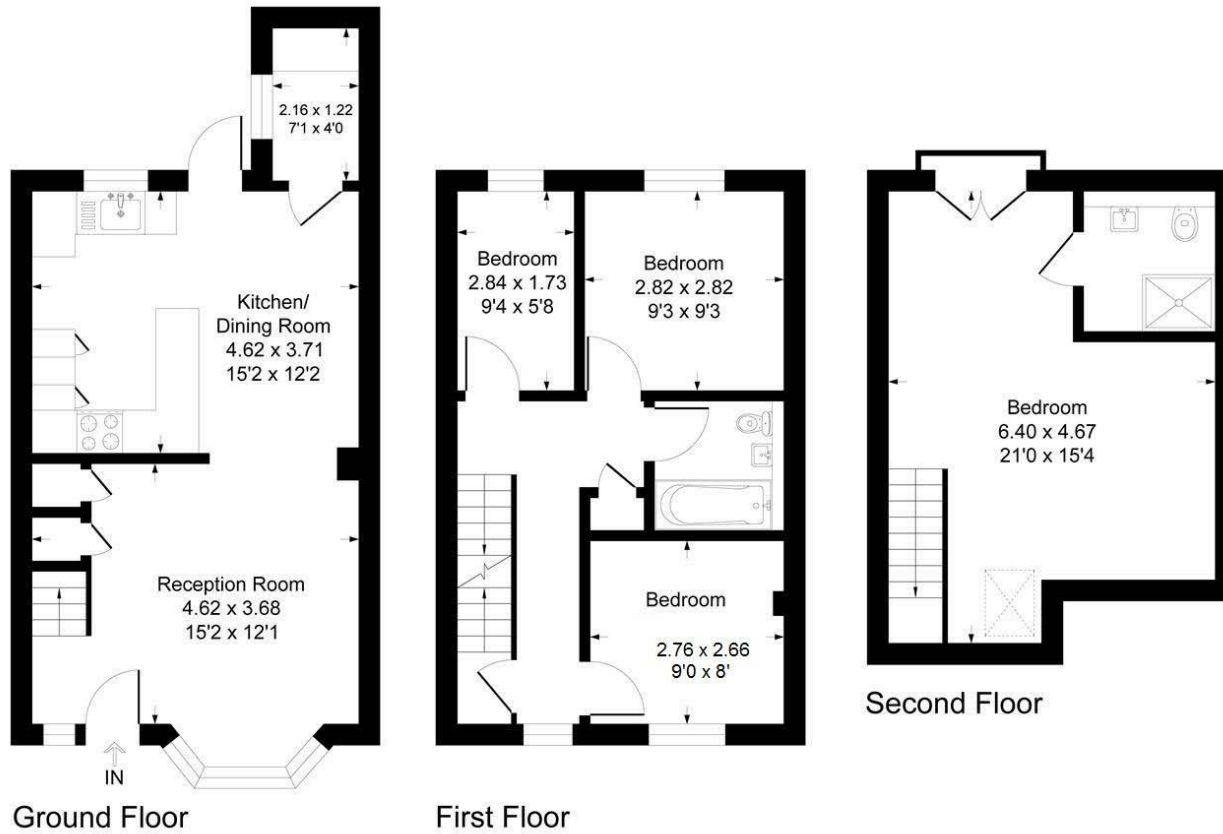 2.16 x 1.22
7'1 x 4'0
Kitchen/
Dining Room
4.62 x 3.71
15'2 x 12'2
Reception Room
4.62 x 3.68
15'2 x 12'1
IN
Ground Floor
Bedroom
2.84 x 1.73
9'4 x 5'8
Bedroom
2.82 x 2.82
9'3 x 9'3
Bedroom
2.76 x 2.66
9'0 x 8'
First Floor
Bedroom
6.40 x 4.67
21'0 x 15'4
Second Floor